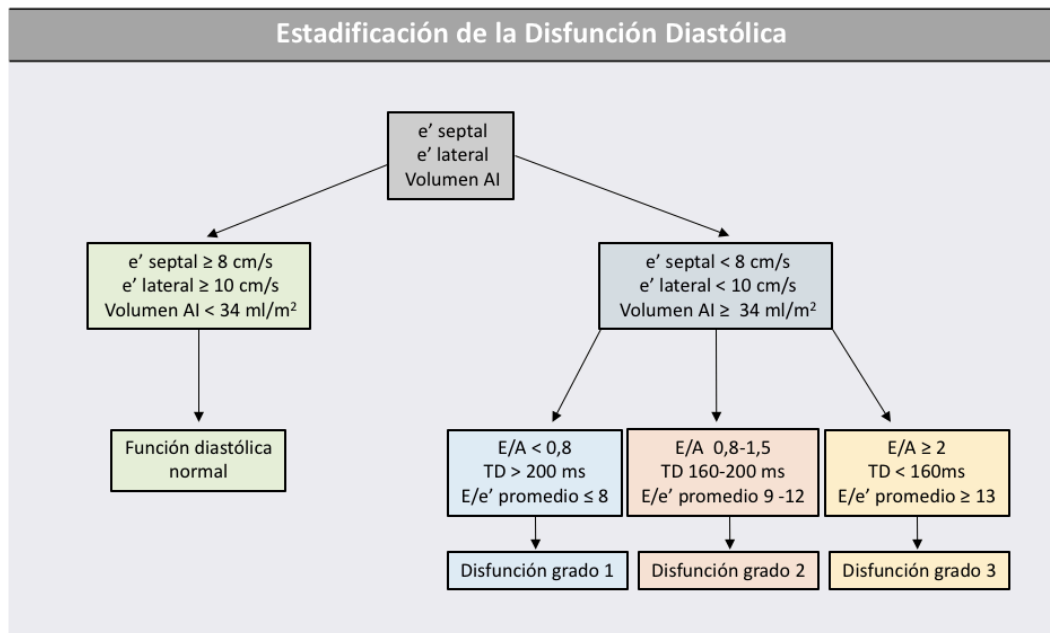 Estadificación de la Disfunción Diastólica
e’ septal
e’ lateral
Volumen AI
e’ septal ≥ 8 cm/s
e’ lateral ≥ 10 cm/s
Volumen AI < 34 ml/m²
e’ septal < 8 cm/s
e’ lateral < 10 cm/s
Volumen AI ≥ 34 ml/m²
Función diastólica
normal
E/A < 0,8
TD > 200 ms
E/e’ promedio ≤ 8
E/A 0,8-1,5
TD 160-200 ms
E/e’ promedio 9 -12
E/A ≥ 2
TD < 160ms
E/e’ promedio ≥ 13
Disfunción grado 1
Disfunción grado 2
Disfunción grado 3